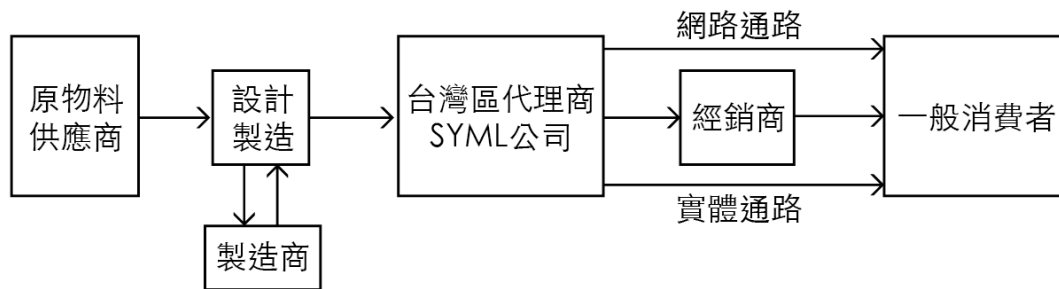 原物料
供應商
設計
製造
製造商
台灣區代理商
SYML公司
網路通路
經銷商
實體通路
一般消費者